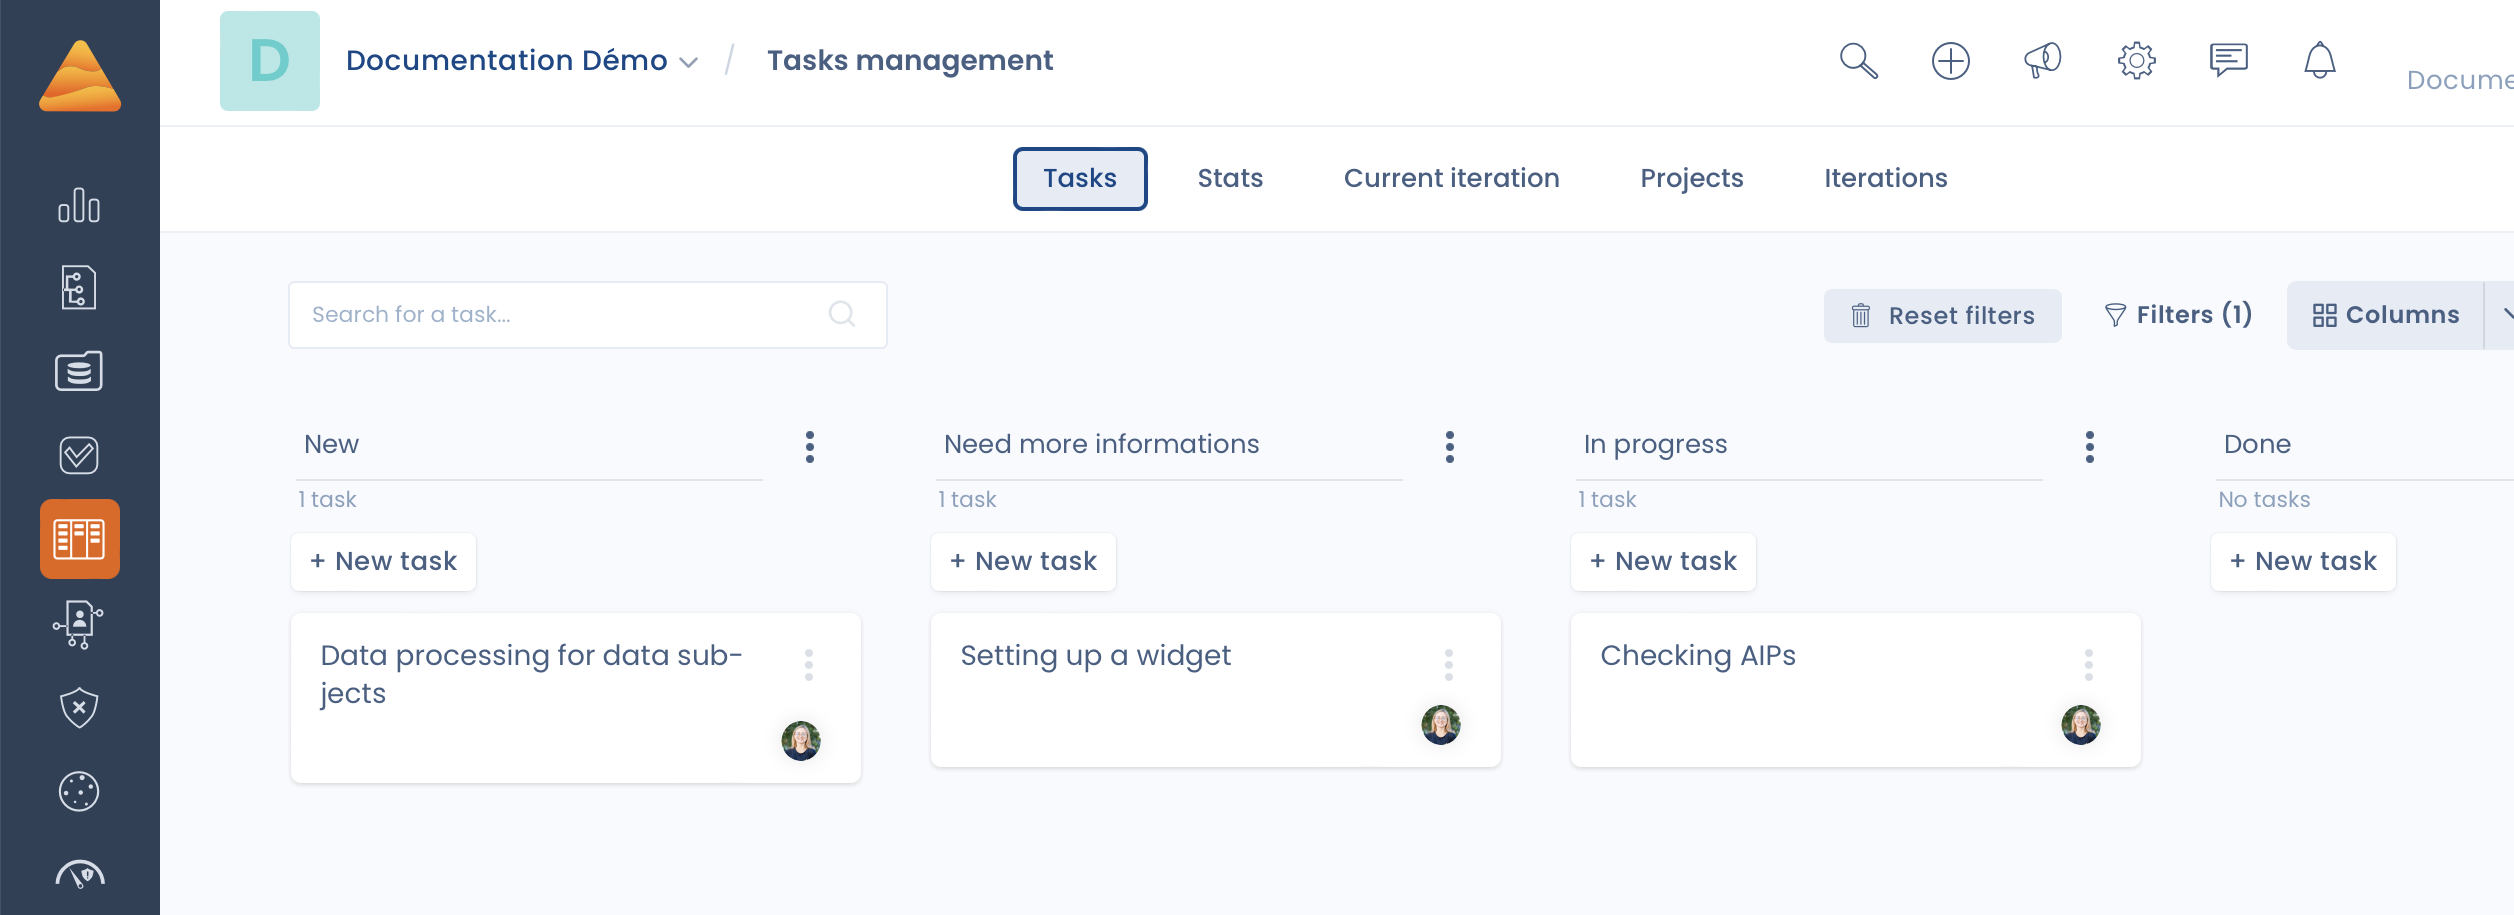 D
Documentation Démo / Tasks management
Tasks
Stats
Current iteration
Projects
Iterations
Search for a task...
Reset filters
Filters (1)
Columns
New
1 task
+ New task
Data processing for data sub-
jects
Need more informations
1 task
+ New task
Setting up a widget
In progress
1 task
+ New task
Checking AIPs
Done
No tasks
+ New task